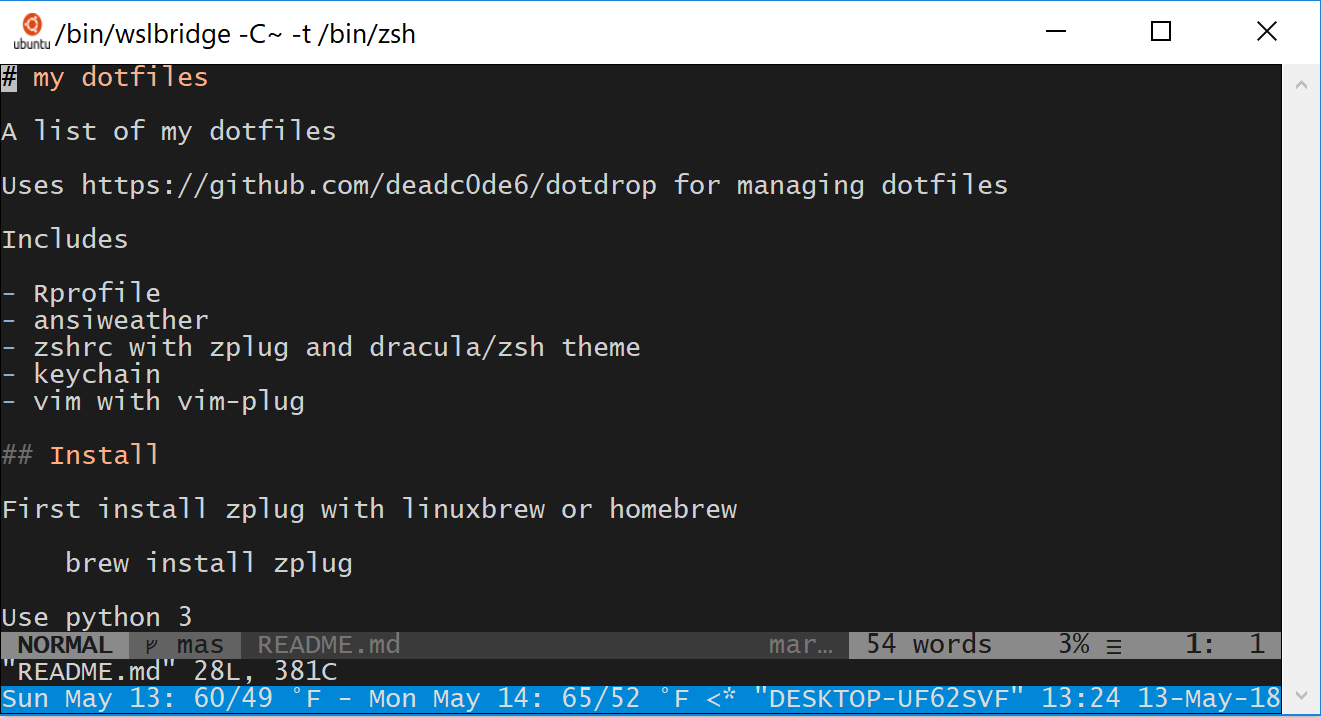 ubuntu /bin/wslbridge -C~ -t /bin/zsh
# my dotfiles
A list of my dotfiles
Uses https://github.com/deadc0de6/dotdrop for managing dotfiles
Includes
- Rprofile
- ansiweather
- zshrc with zplug and dracula/zsh theme
- keychain
- vim with vim-plug
## Install
First install zplug with linuxbrew or homebrew
brew install zplug
Use python 3
NORMAL mas README.md mar… 54 words 3% ☰ 1: 1
"README.md" 28L, 381C
Sun May 13: 60/49 °F - Mon May 14: 65/52 °F <* "DESKTOP-UF62SVF" 13:24 13-May-18